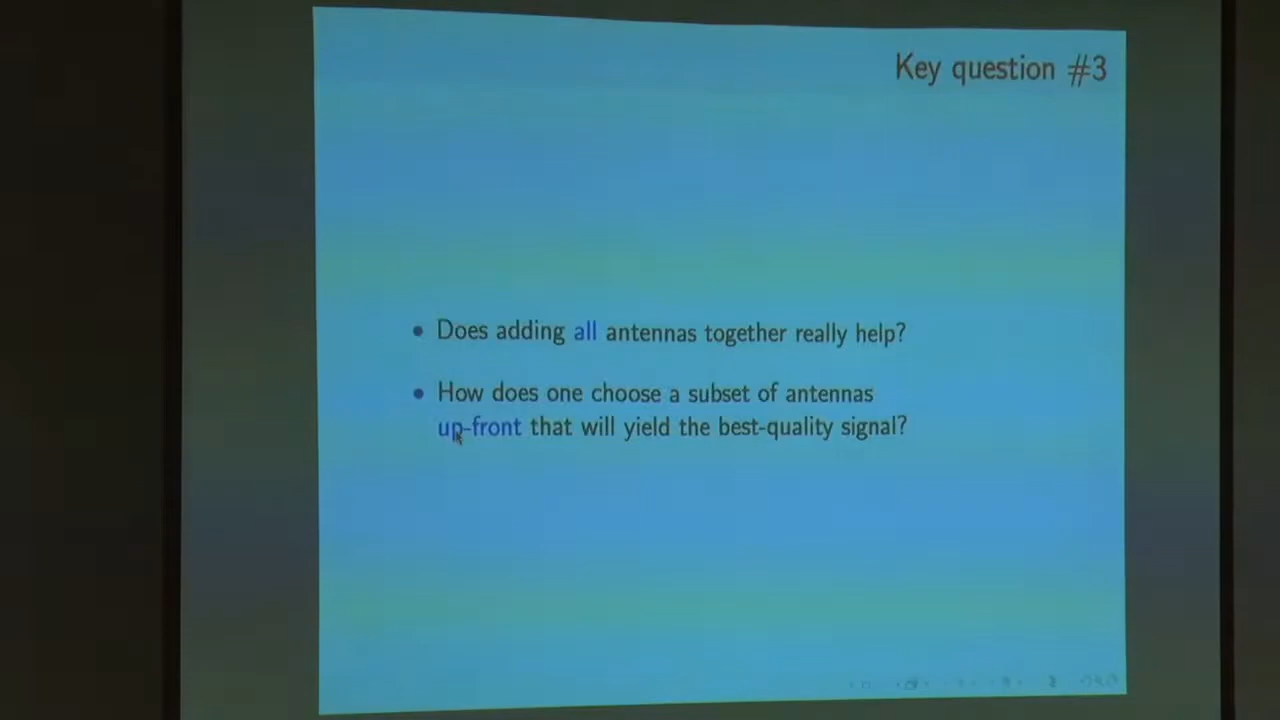 Key question #3
• Does adding all antennas together really help?
• How does one choose a subset of antennas
up-front that will yield the best-quality signal?